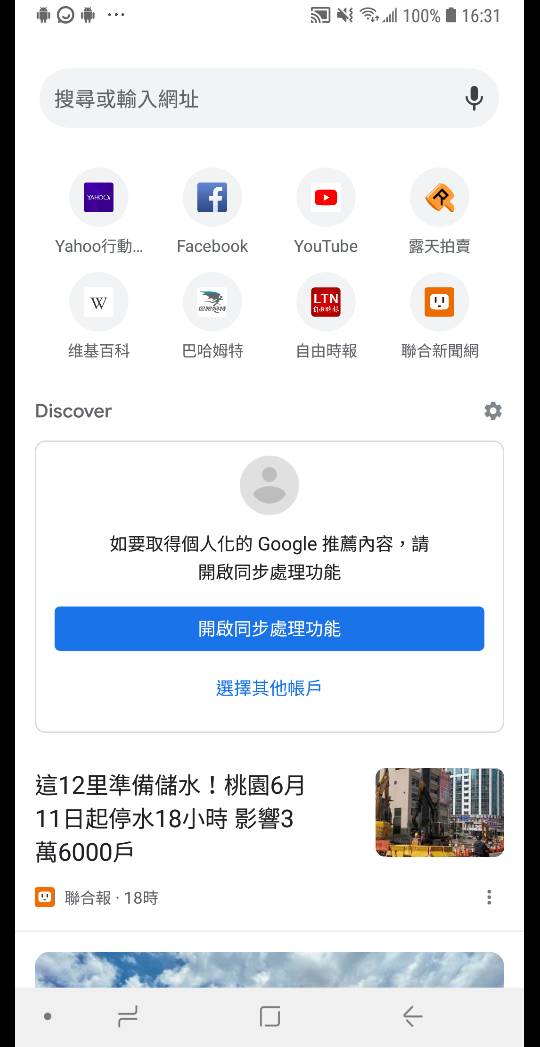 100% 16:31
搜尋或輸入網址
YAHOO!
LTN
自由時報
Yahoo行動... Facebook YouTube 露天拍賣
W
維基百科 巴哈姆特 自由時報 聯合新聞網
Discover
如要取得個人化的 Google 推薦內容，請
開啟同步處理功能
開啟同步處理功能
選擇其他帳戶
這12里準備儲水！桃園6月
11日起停水18小時 影響3
萬6000戶
聯合報 · 18時